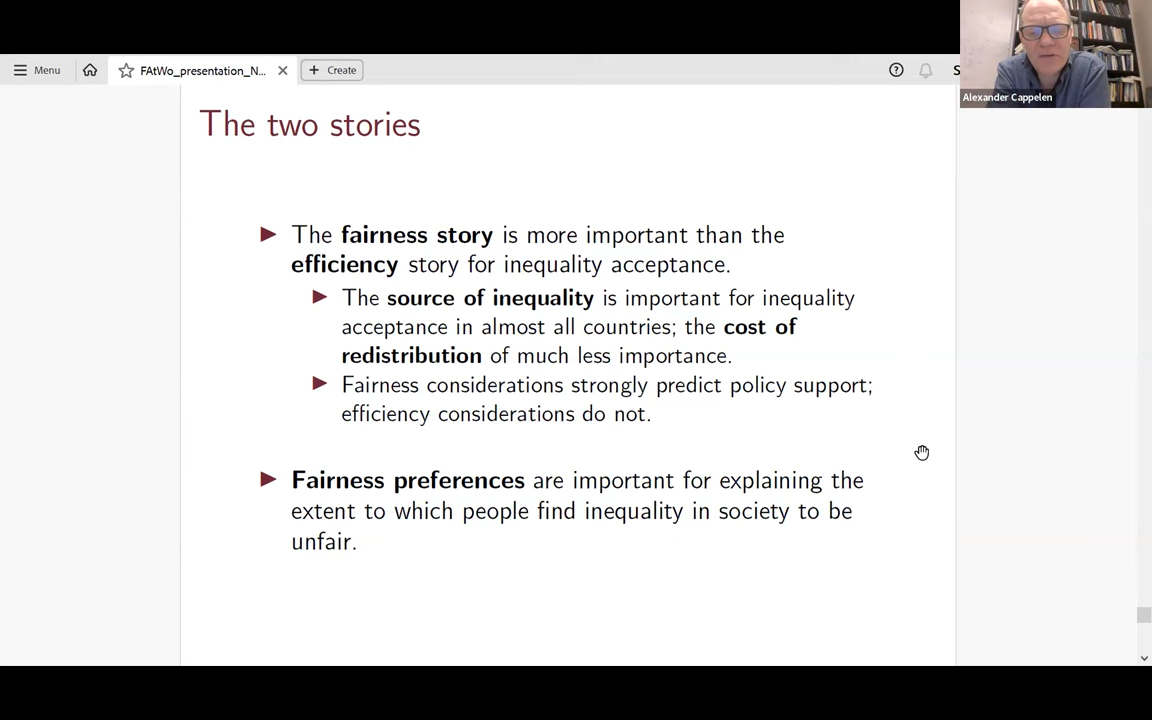 Menu
FAtWo_presentation_N...
Create
S
Alexander Cappelen
The two stories
The fairness story is more important than the
efficiency story for inequality acceptance.
The source of inequality is important for inequality
acceptance in almost all countries; the cost of
redistribution of much less importance.
Fairness considerations strongly predict policy support;
efficiency considerations do not.
Fairness preferences are important for explaining the
extent to which people find inequality in society to be
unfair.